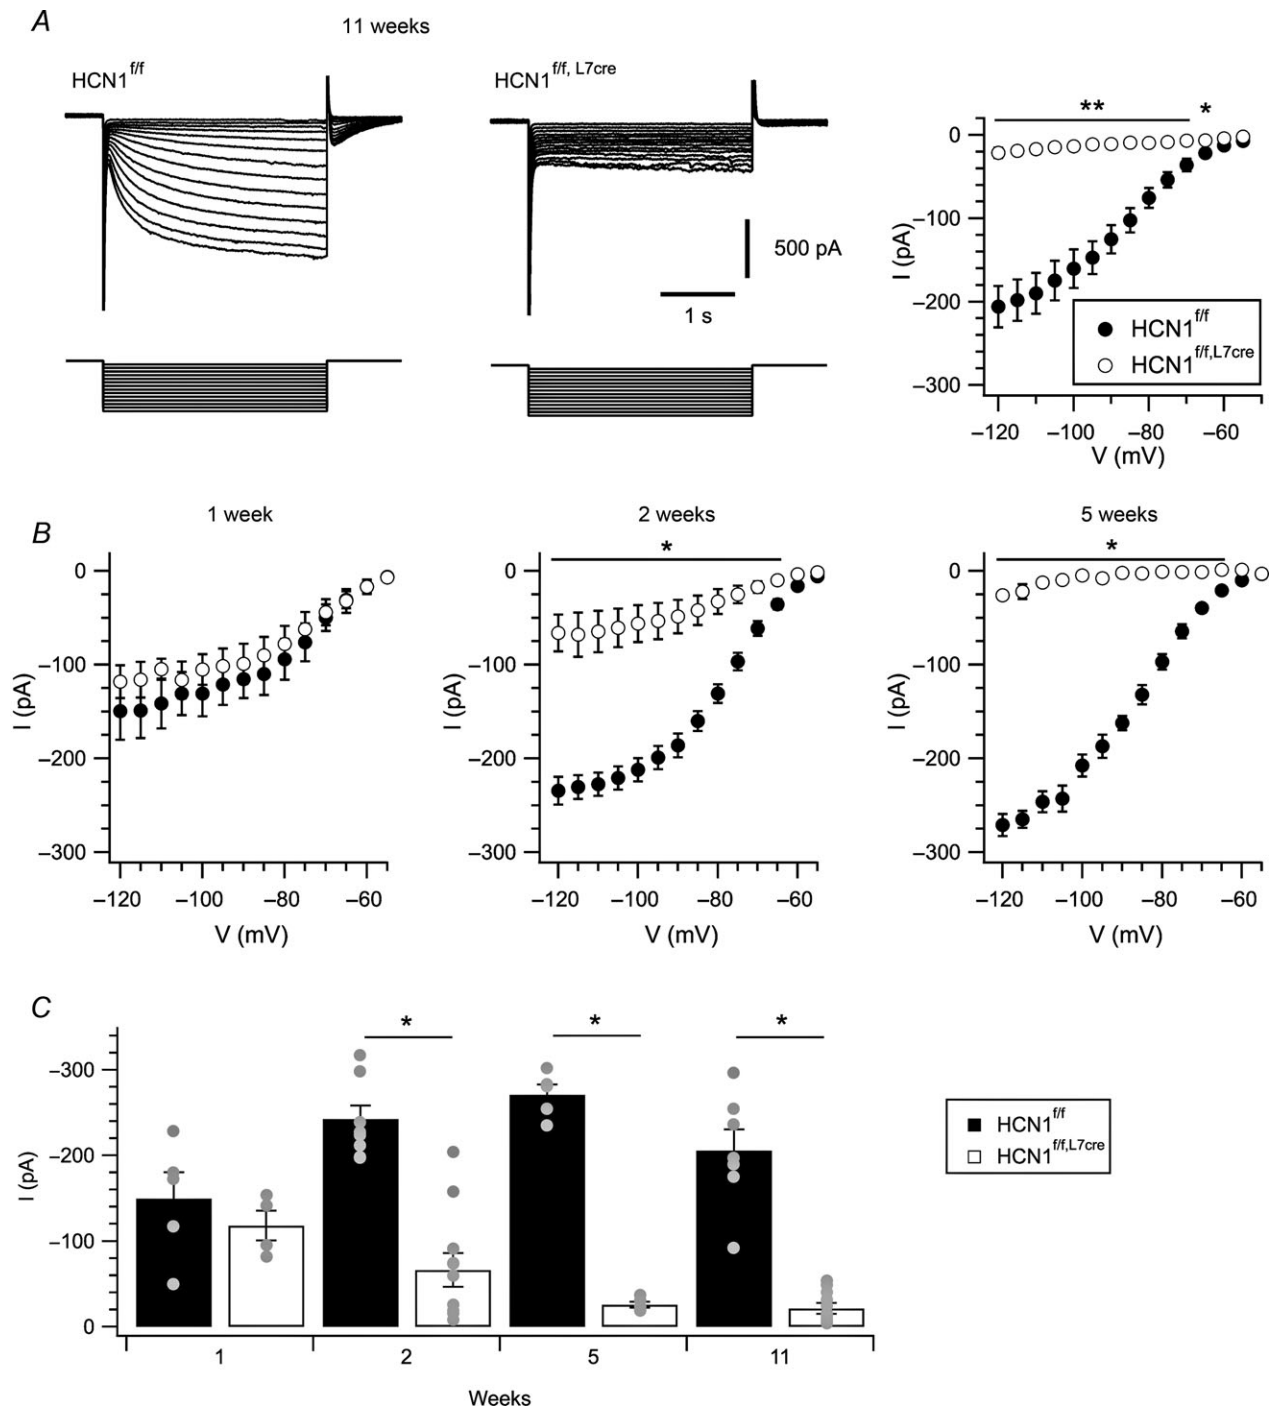 A
11 weeks
HCN1f/f
HCN1f/f, L7cre
500 pA
1 s
** *
0
–100
–200
–300
I (pA)
HCN1f/f
HCN1f/f,L7cre
–120 –100 –80 –60
V (mV)
B
1 week
0
–100
–200
–300
I (pA)
–120 –100 –80 –60
V (mV)
2 weeks
*
0
–100
–200
–300
I (pA)
–120 –100 –80 –60
V (mV)
5 weeks
*
0
–100
–200
–300
I (pA)
–120 –100 –80 –60
V (mV)
C
* * *
–300
–200
–100
0
I (pA)
1 2 5 11
Weeks
HCN1f/f
HCN1f/f,L7cre